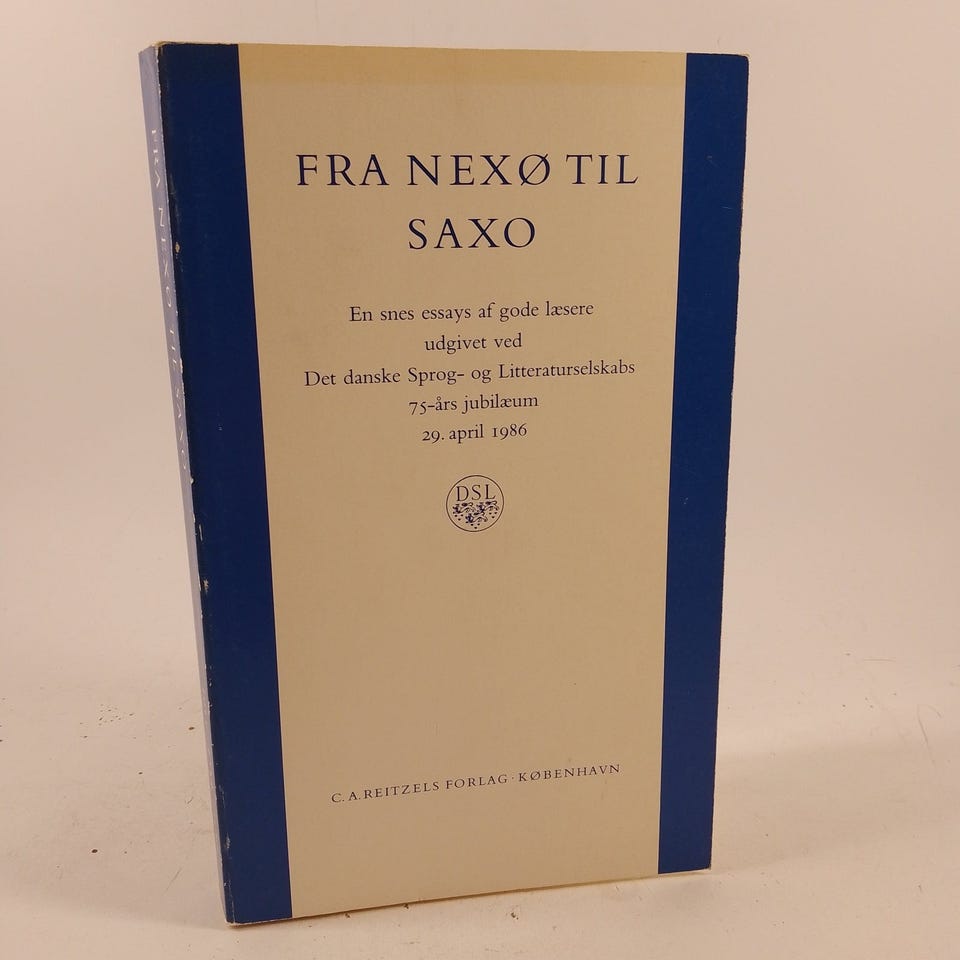 FRA NEXØ TIL SAXO
FRA NEXØ TIL
SAXO
En snes essays af gode læsere
udgivet ved
Det danske Sprog- og Litteraturselskabs
75-års jubilæum
29. april 1986
DSL
C.A.REITZELS FORLAG · KØBENHAVN